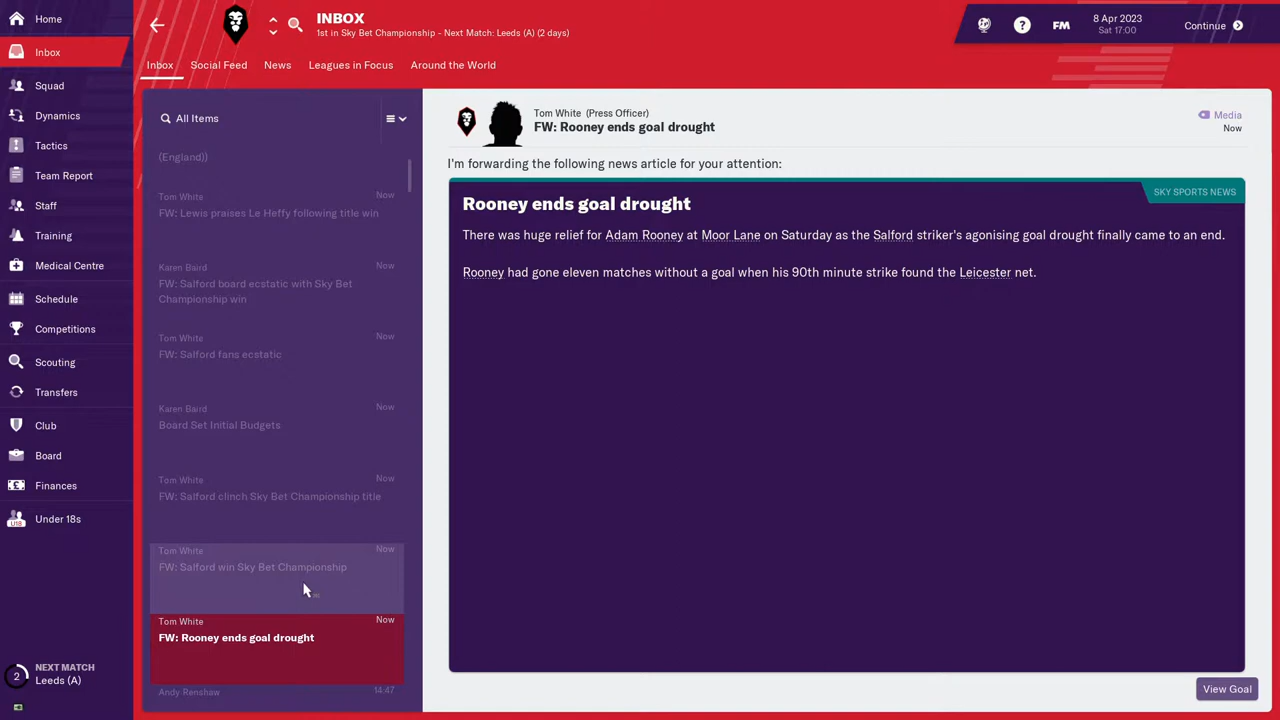 Home
Inbox
Squad
Dynamics
Tactics
Team Report
Staff
Training
Medical Centre
Schedule
Competitions
Scouting
Transfers
Club
Board
Finances
U18
Under 18s
2
NEXT MATCH
Leeds (A)
INBOX
1st in Sky Bet Championship - Next Match: Leeds (A) (2 days)
?
FM
8 Apr 2023
Sat 17:00
Continue
Inbox
Social Feed
News
Leagues in Focus
Around the World
All Items
(England))
Tom White
Now
FW: Lewis praises Le Heffy following title win
Karen Baird
Now
FW: Salford board ecstatic with Sky Bet
Championship win
Tom White
Now
FW: Salford fans ecstatic
Karen Baird
Now
Board Set Initial Budgets
Tom White
Now
FW: Salford clinch Sky Bet Championship title
Tom White
Now
FW: Salford win Sky Bet Championship
Tom White
Now
FW: Rooney ends goal drought
Andy Renshaw
14:47
Tom White (Press Officer)
FW: Rooney ends goal drought
Media
Now
I'm forwarding the following news article for your attention:
SKY SPORTS NEWS
Rooney ends goal drought
There was huge relief for Adam Rooney at Moor Lane on Saturday as the Salford striker's agonising goal drought finally came to an end.
Rooney had gone eleven matches without a goal when his 90th minute strike found the Leicester net.
View Goal